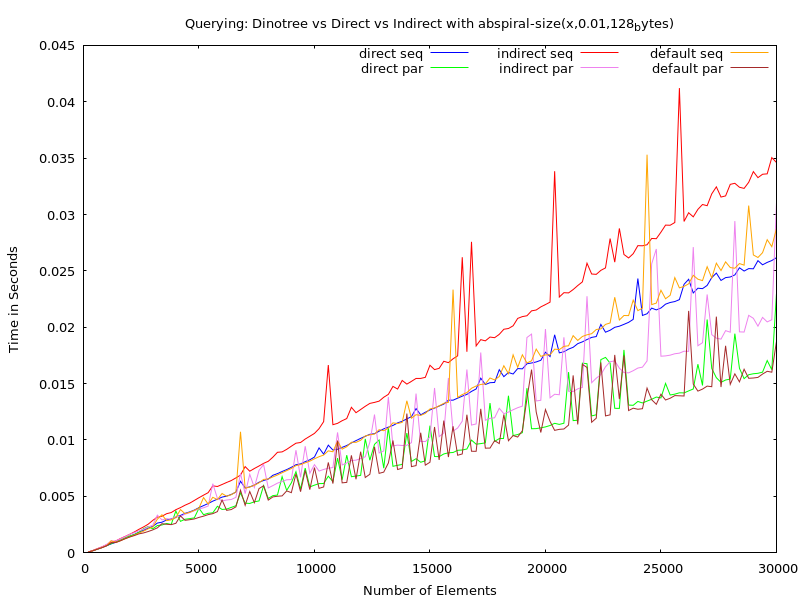 Querying: Dinotree vs Direct vs Indirect with abspiral-size(x,0.01,128bytes)
0.045
direct seq indirect seq default seq
direct par indirect par default par
0.04
0.035
0.03
0.025
Time in Seconds
0.02
0.015
0.01
0.005
0
0 5000 10000 15000 20000 25000 30000
Number of Elements